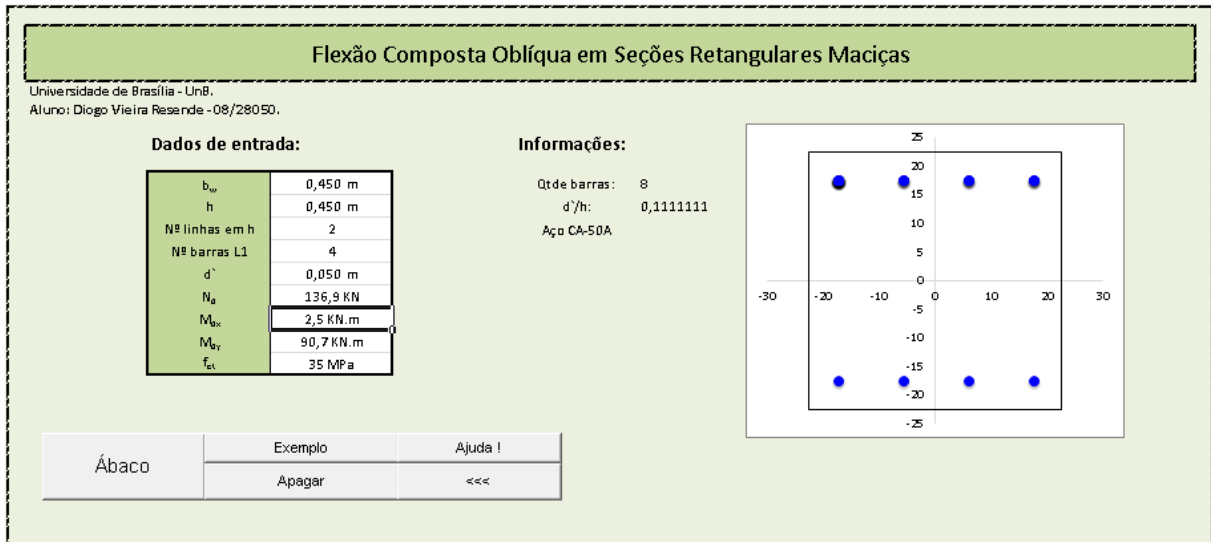 Flexão Composta Oblíqua em Seções Retangulares Maciças
Universidade de Brasília - UnB.
Aluno: Diogo Vieira Resende - 08/28050.
Dados de entrada:
bw 0,450 m
h 0,450 m
Nº linhas em h 2
Nº barras L1 4
d` 0,050 m
Nd 136,9 KN
Mdx 2,5 KN.m
Mdy 90,7 KN.m
fck 35 MPa
Informações:
Qtde barras: 8
d`/h: 0,1111111
Aço CA-50A
25
20
15
10
5
0
-5
-10
-15
-20
-25
-30 -20 -10 0 10 20 30
Ábaco
Exemplo
Ajuda !
Apagar
<<<